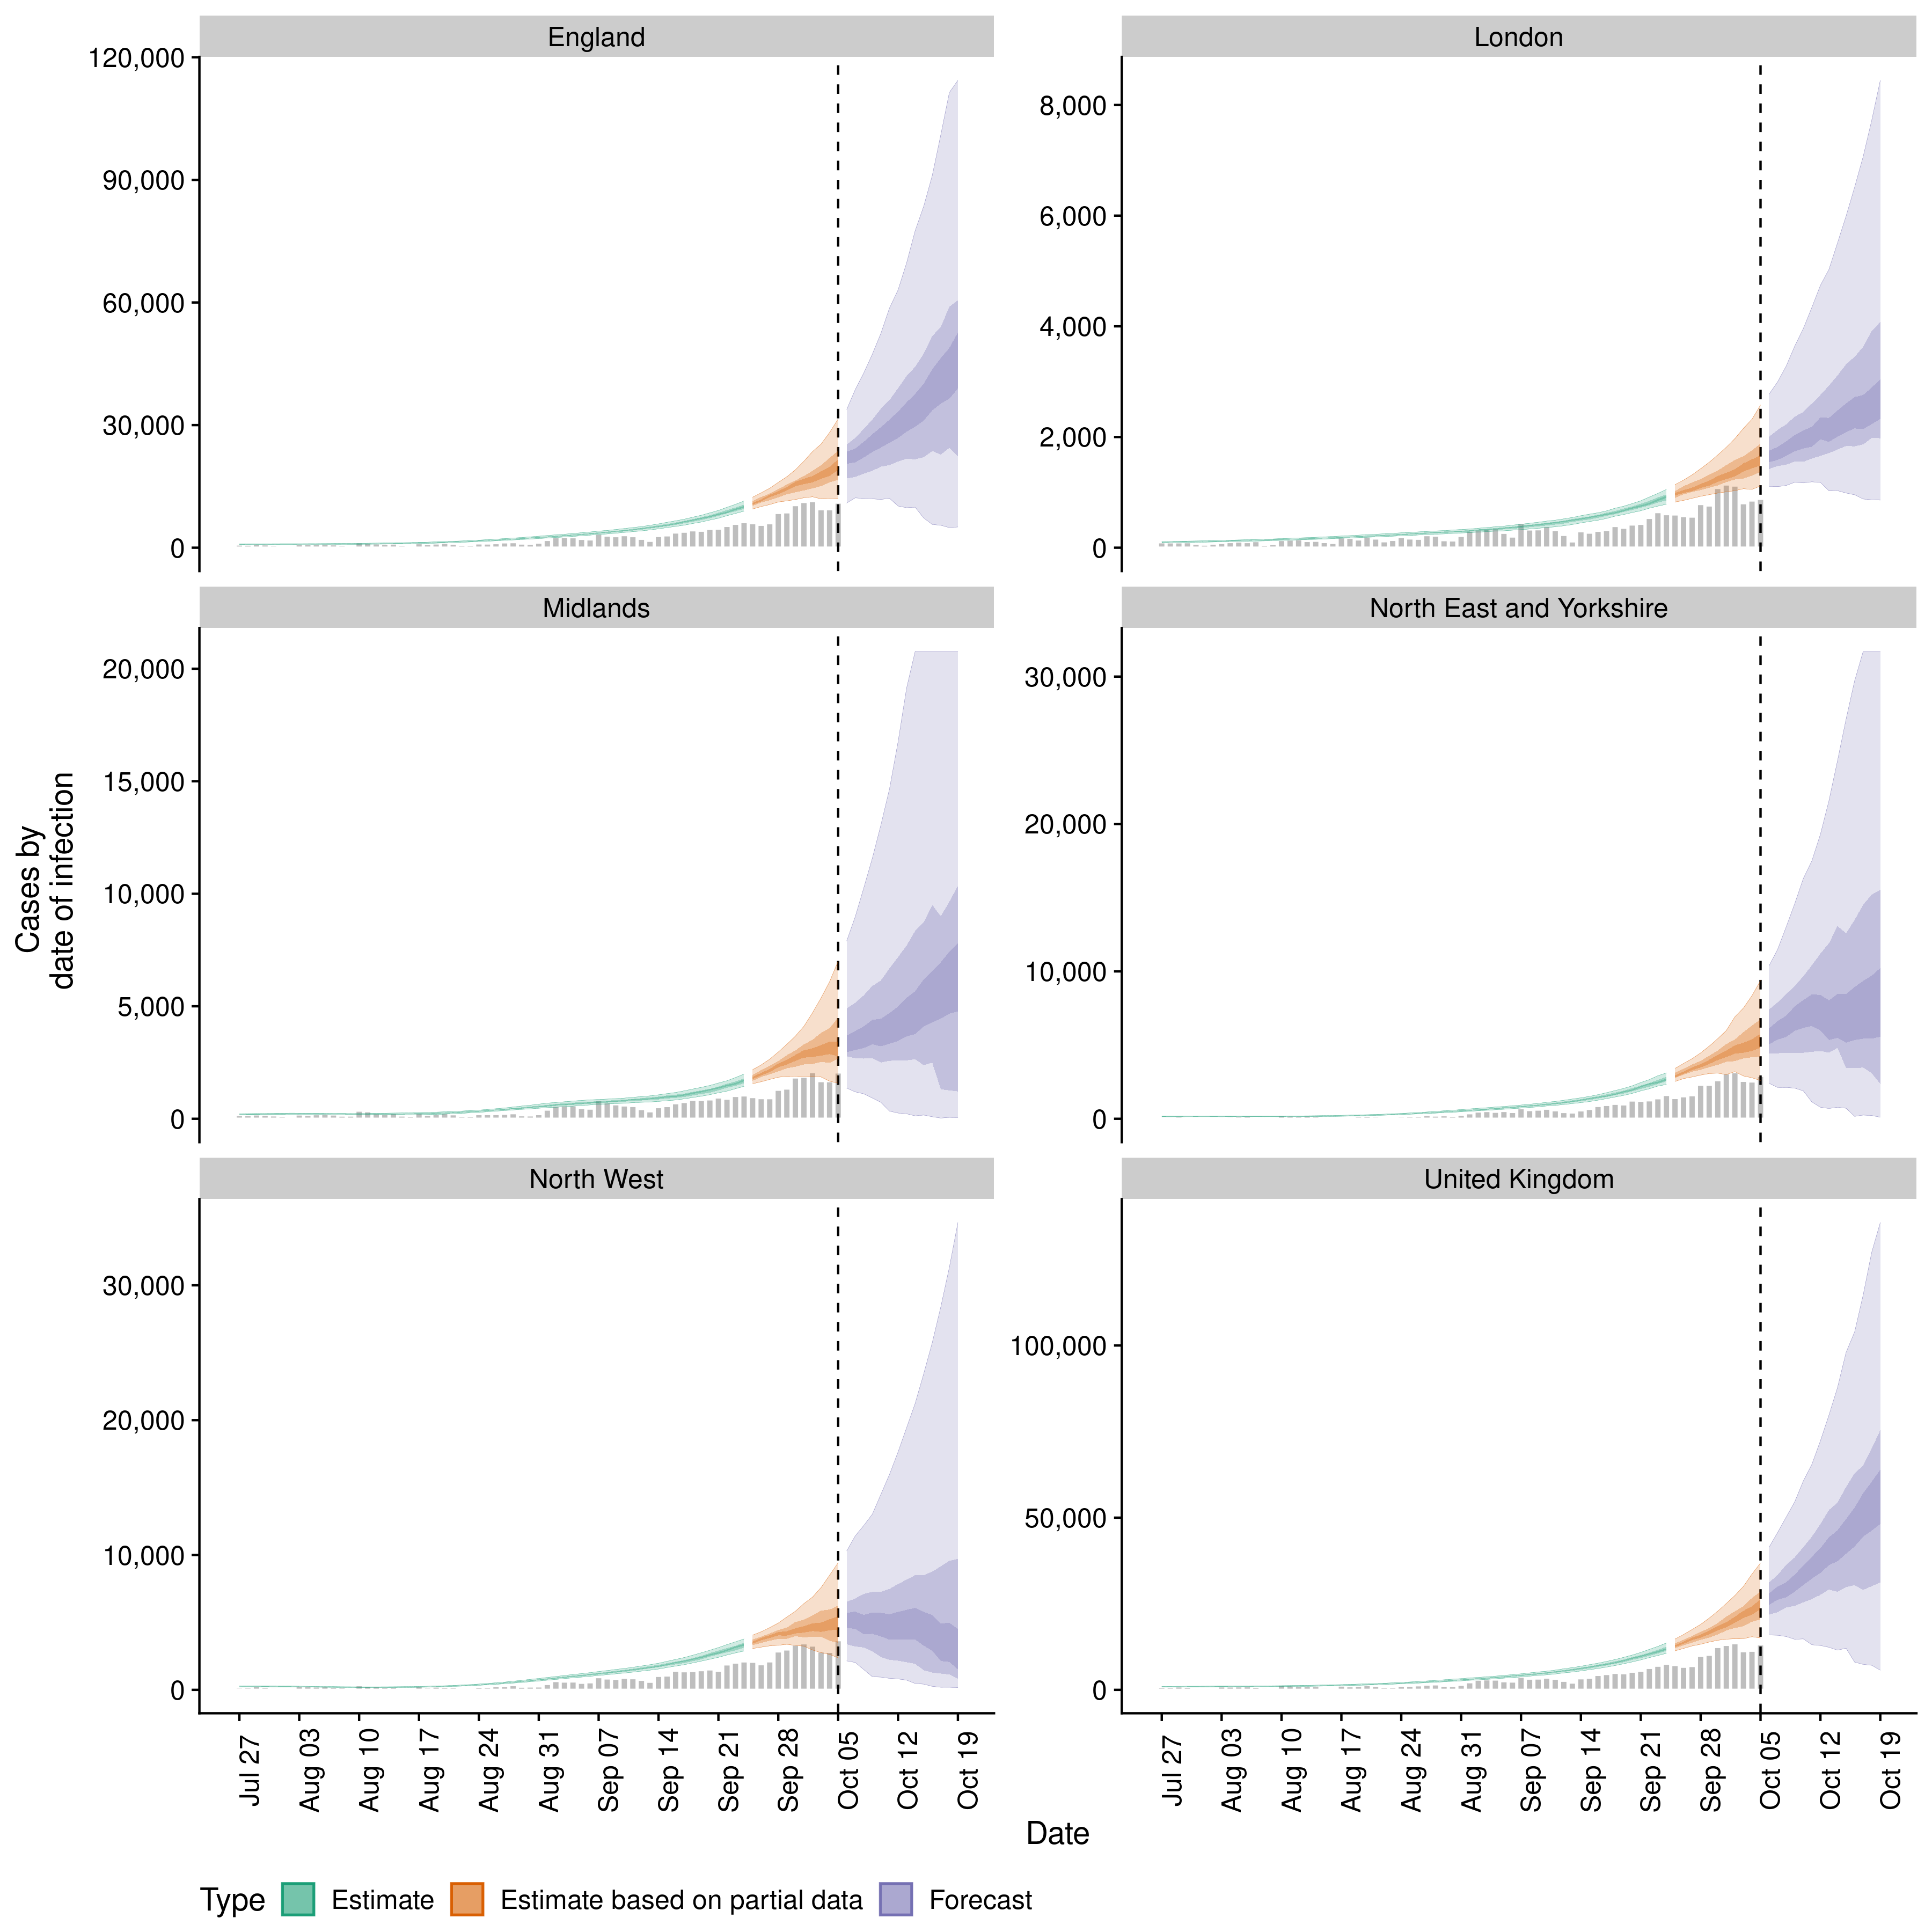 England
London
120,000
90,000
60,000
30,000
0
8,000
6,000
4,000
2,000
0
Midlands
North East and Yorkshire
20,000
15,000
10,000
5,000
0
30,000
20,000
10,000
0
Cases by
date of infection
North West
United Kingdom
30,000
20,000
10,000
0
100,000
50,000
0
Jul 27
Aug 03
Aug 10
Aug 17
Aug 24
Aug 31
Sep 07
Sep 14
Sep 21
Sep 28
Oct 05
Oct 12
Oct 19
Jul 27
Aug 03
Aug 10
Aug 17
Aug 24
Aug 31
Sep 07
Sep 14
Sep 21
Sep 28
Oct 05
Oct 12
Oct 19
Date
Type Estimate Estimate based on partial data Forecast